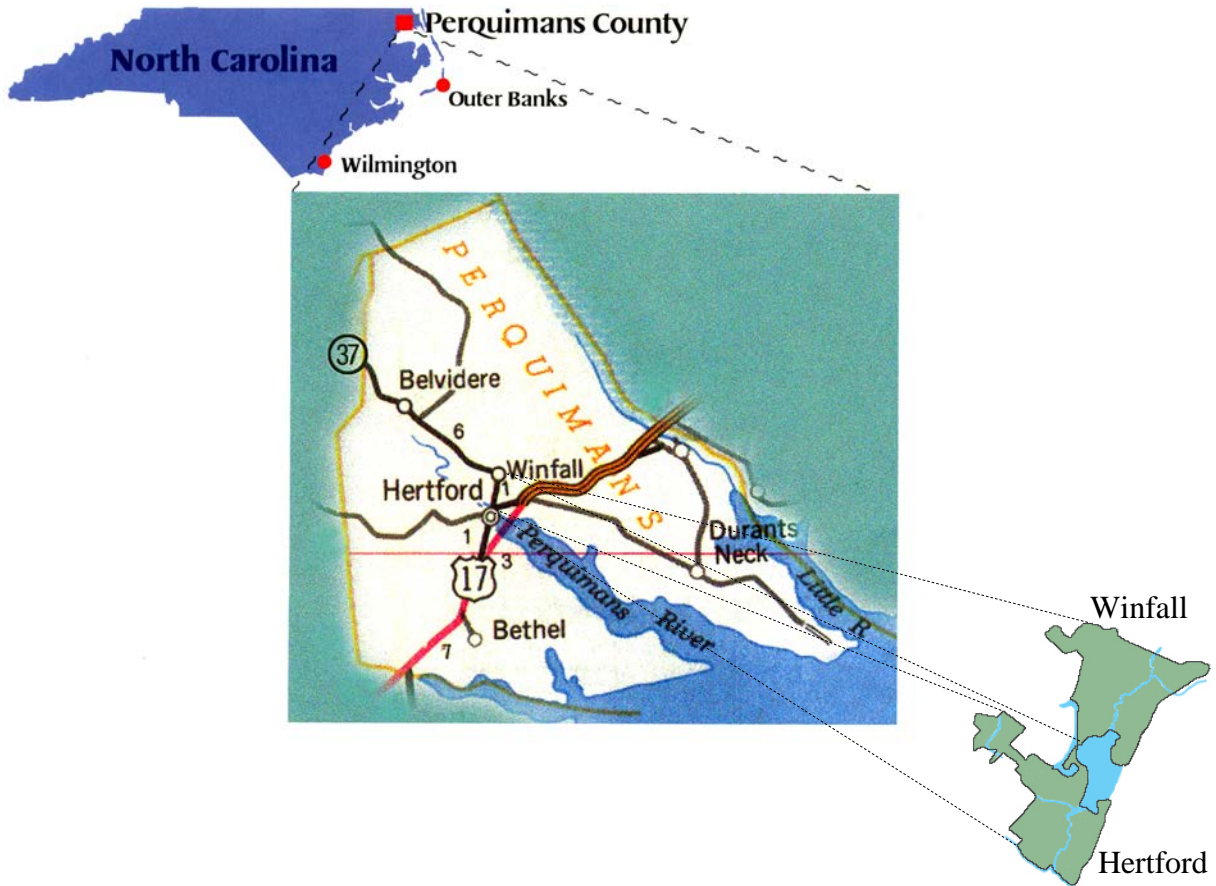 Perquimans County
North Carolina
Outer Banks
Wilmington
PERQUIMANS
37
Belvidere
6
Winfall
1
Hertford
1
3
17
Durants
Neck
Perquimans River
Little R
Bethel
7
Winfall
Hertford